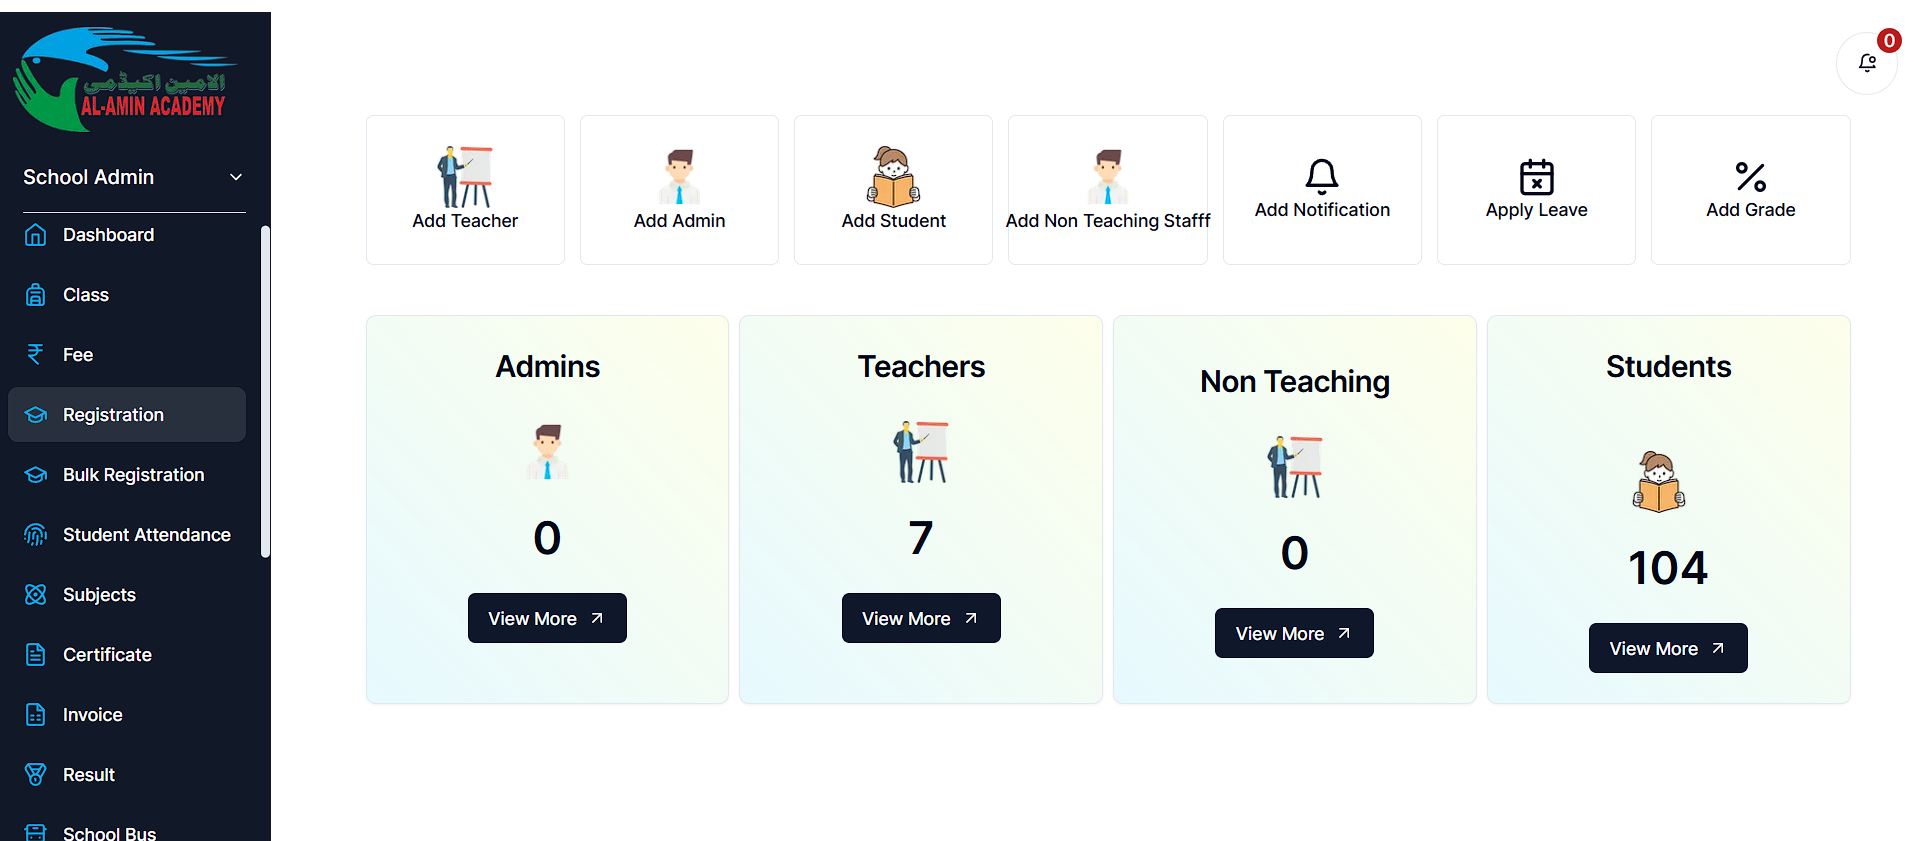 الامین اکیڈمی
AL-AMIN ACADEMY
School Admin
Dashboard
Class
Fee
Registration
Bulk Registration
Student Attendance
Subjects
Certificate
Invoice
Result
School Bus
0
Add Teacher
Add Admin
Add Student
Add Non Teaching Stafff
Add Notification
Apply Leave
Add Grade
Admins
0
View More
Teachers
7
View More
Non Teaching
0
View More
Students
104
View More